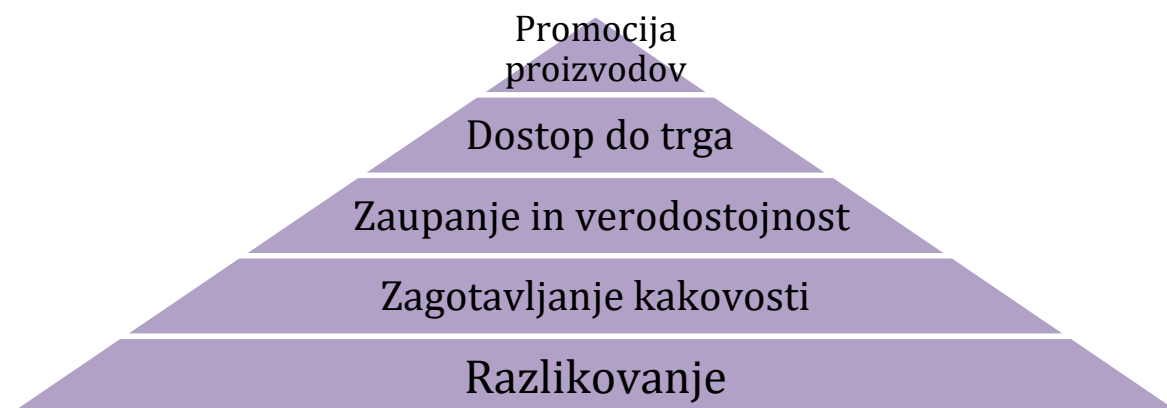 Promocija
proizvodov
Dostop do trga
Zaupanje in verodostojnost
Zagotavljanje kakovosti
Razlikovanje